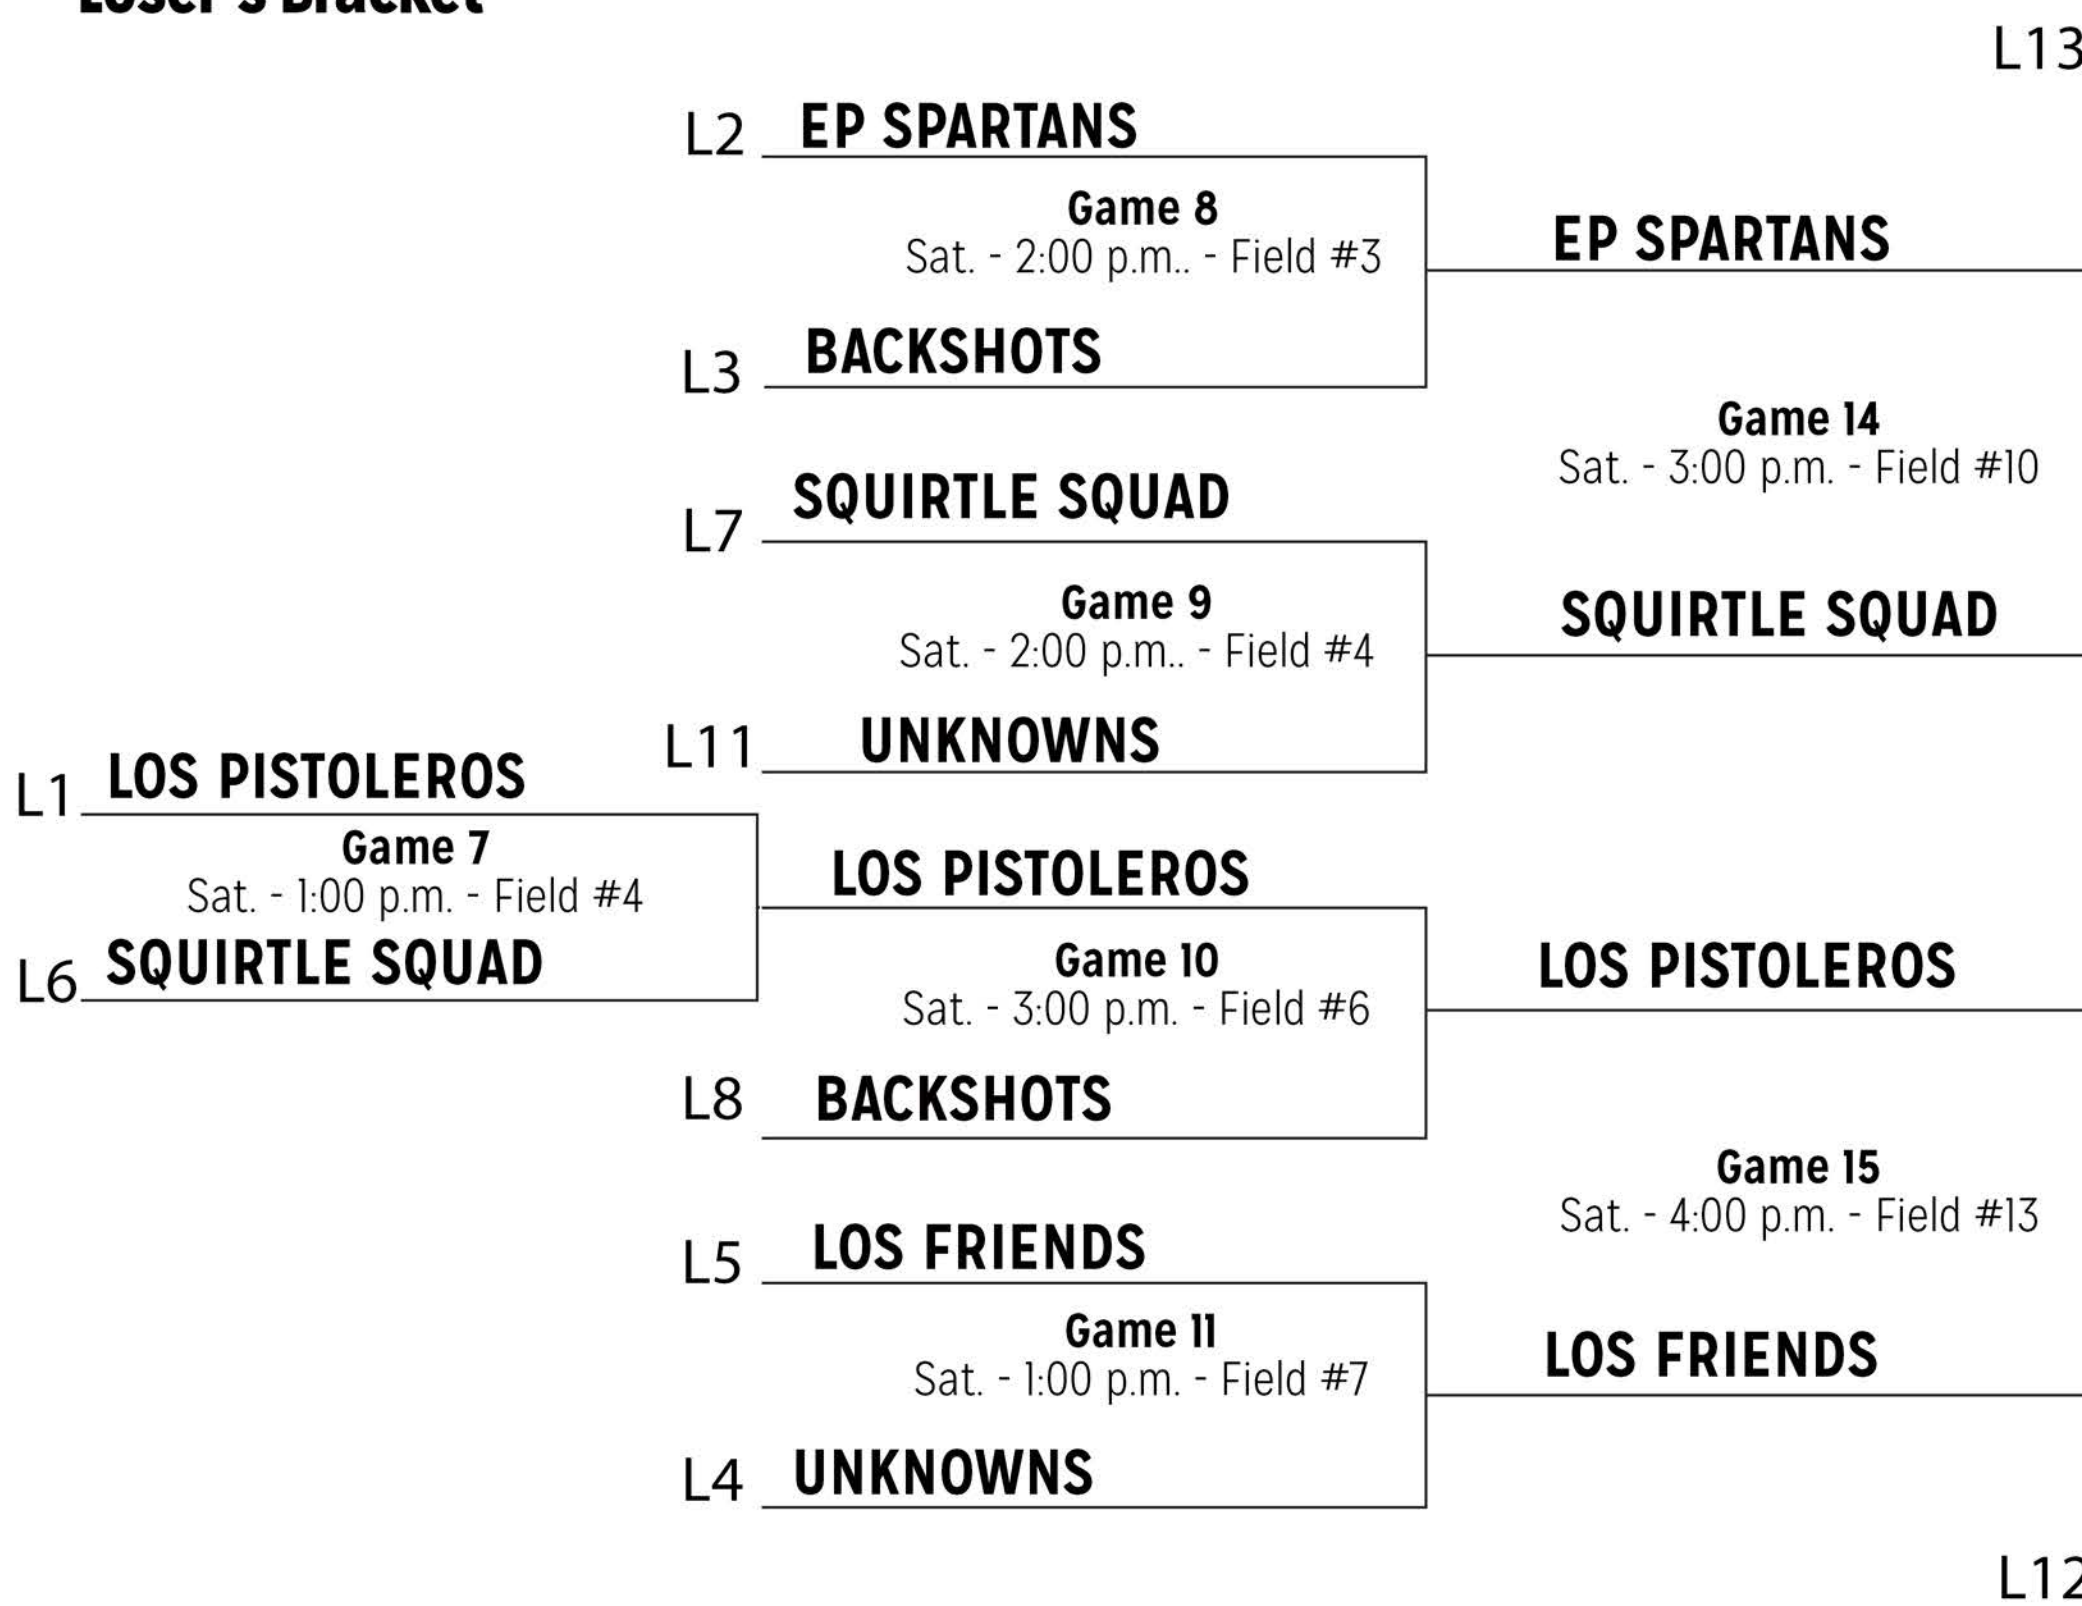 Loser's Bracket
L13
L2 EP SPARTANS
Game 8
Sat. - 2:00 p.m.. - Field #3
EP SPARTANS
L3 BACKSHOTS
Game 14
Sat. - 3:00 p.m. - Field #10
L7 SQUIRTLE SQUAD
Game 9
Sat. - 2:00 p.m.. - Field #4
SQUIRTLE SQUAD
L11 UNKNOWNS
L1 LOS PISTOLEROS
Game 7
Sat. - 1:00 p.m. - Field #4
L6 SQUIRTLE SQUAD
LOS PISTOLEROS
Game 10
Sat. - 3:00 p.m. - Field #6
LOS PISTOLEROS
L8 BACKSHOTS
Game 15
Sat. - 4:00 p.m. - Field #13
L5 LOS FRIENDS
Game 11
Sat. - 1:00 p.m. - Field #7
LOS FRIENDS
L4 UNKNOWNS
L12